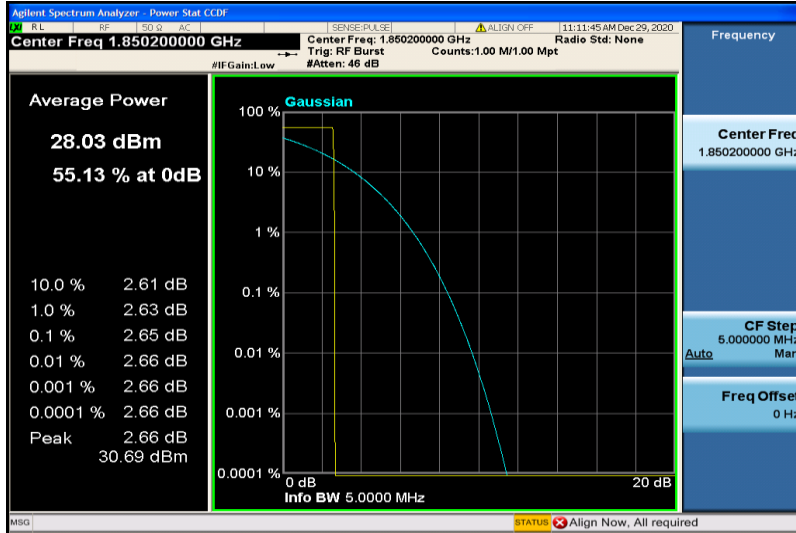 Agilent Spectrum Analyzer - Power Stat CCDF
LXI RL RF 50 Ω AC SENSE:PULSE ALIGN OFF 11:11:45 AM Dec 29, 2020
Center Freq 1.850200000 GHz
Center Freq: 1.850200000 GHz Radio Std: None
Trig: RF Burst Counts:1.00 M/1.00 Mpt
#IFGain:Low #Atten: 46 dB
Frequency
Average Power
28.03 dBm
55.13 % at 0dB
10.0 % 2.61 dB
1.0 % 2.63 dB
0.1 % 2.65 dB
0.01 % 2.66 dB
0.001 % 2.66 dB
0.0001 % 2.66 dB
Peak 2.66 dB
30.69 dBm
Gaussian
100 %
10 %
1 %
0.1 %
0.01 %
0.001 %
0.0001 %
0 dB 20 dB
Info BW 5.0000 MHz
Center Freq
1.850200000 GHz
CF Step
5.000000 MHz
Auto Man
Freq Offset
0 Hz
MSG STATUS Align Now, All required